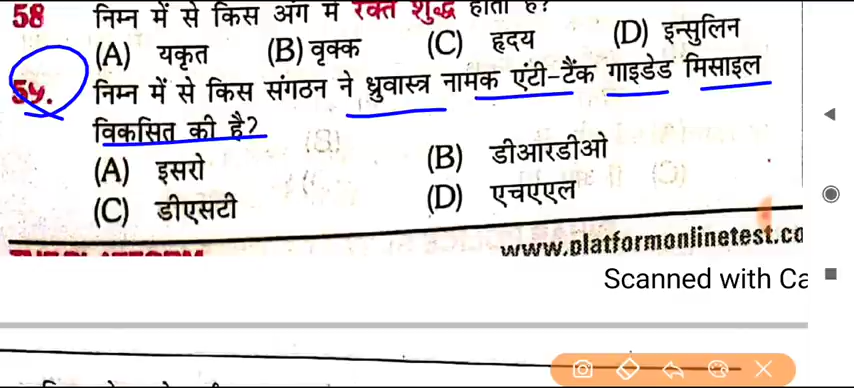 58 निम्न में से किस अंग में रक्त शुद्ध होता है?
(A) यकृत (B) वृक्क (C) हृदय (D) इन्सुलिन
59. निम्न में से किस संगठन ने ध्रुवास्त्र नामक एंटी-टैंक गाइडेड मिसाइल
विकसित की है?
(A) इसरो (B) डीआरडीओ
(C) डीएसटी (D) एचएएल
www.platformonlinetest.co
Scanned with Ca